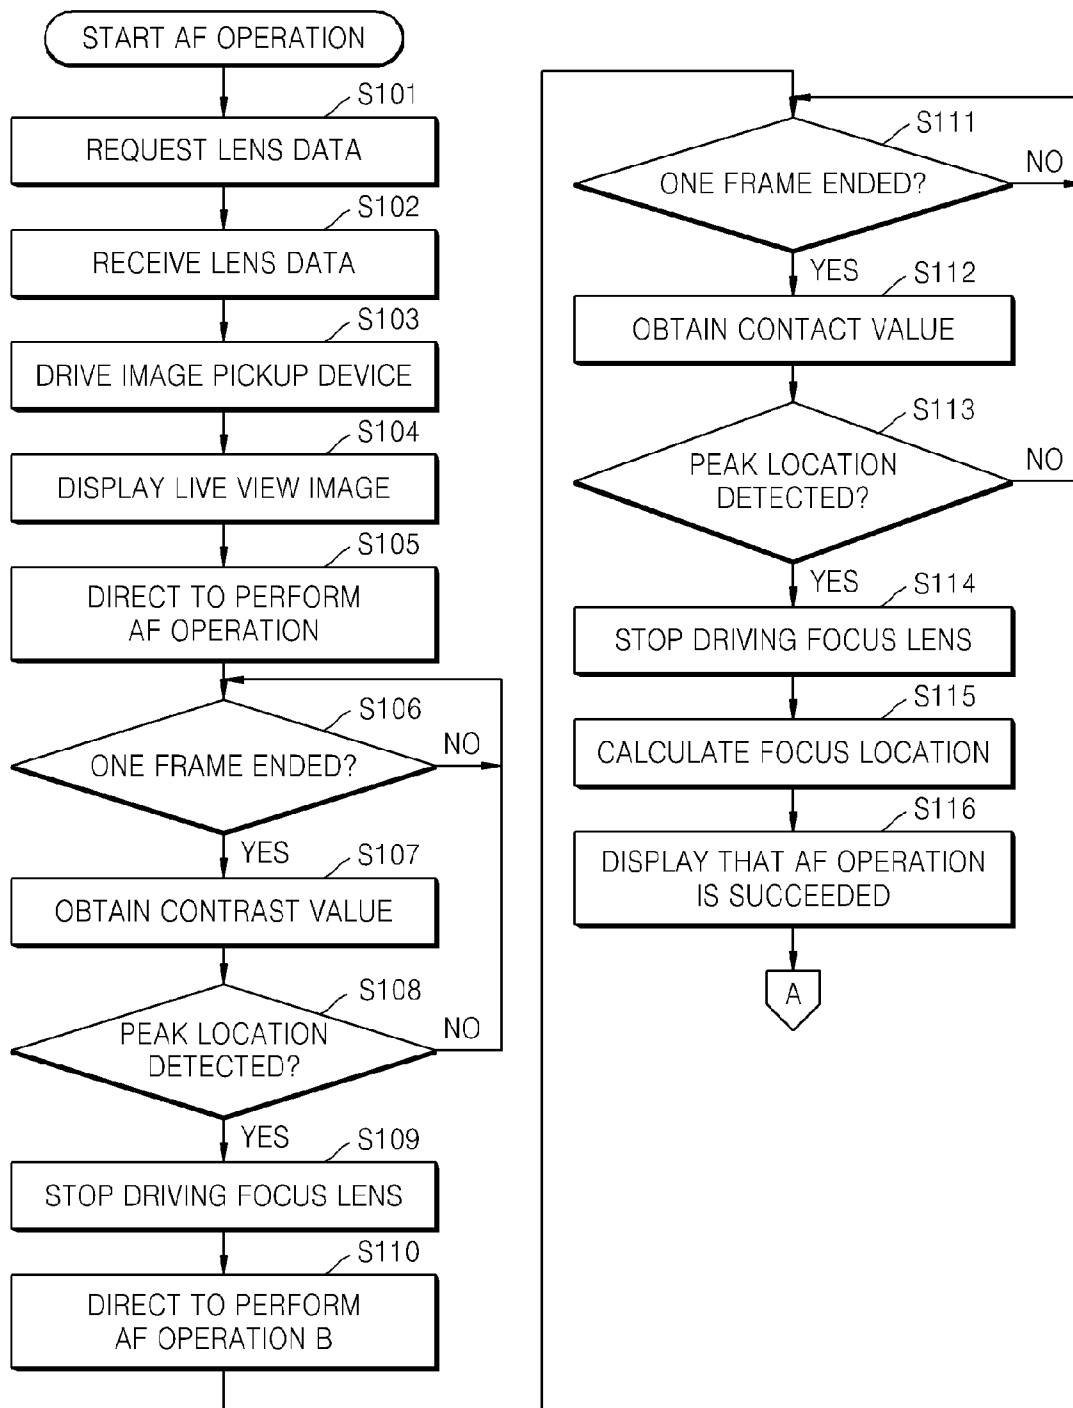 START AF OPERATION
S101
REQUEST LENS DATA
S102
RECEIVE LENS DATA
S103
DRIVE IMAGE PICKUP DEVICE
S104
DISPLAY LIVE VIEW IMAGE
S105
DIRECT TO PERFORM
AF OPERATION
S106
ONE FRAME ENDED?
NO
YES
S107
OBTAIN CONTRAST VALUE
S108
PEAK LOCATION
DETECTED?
NO
YES
S109
STOP DRIVING FOCUS LENS
S110
DIRECT TO PERFORM
AF OPERATION B
S111
ONE FRAME ENDED?
NO
YES
S112
OBTAIN CONTACT VALUE
S113
PEAK LOCATION
DETECTED?
NO
YES
S114
STOP DRIVING FOCUS LENS
S115
CALCULATE FOCUS LOCATION
S116
DISPLAY THAT AF OPERATION
IS SUCCEEDED
A